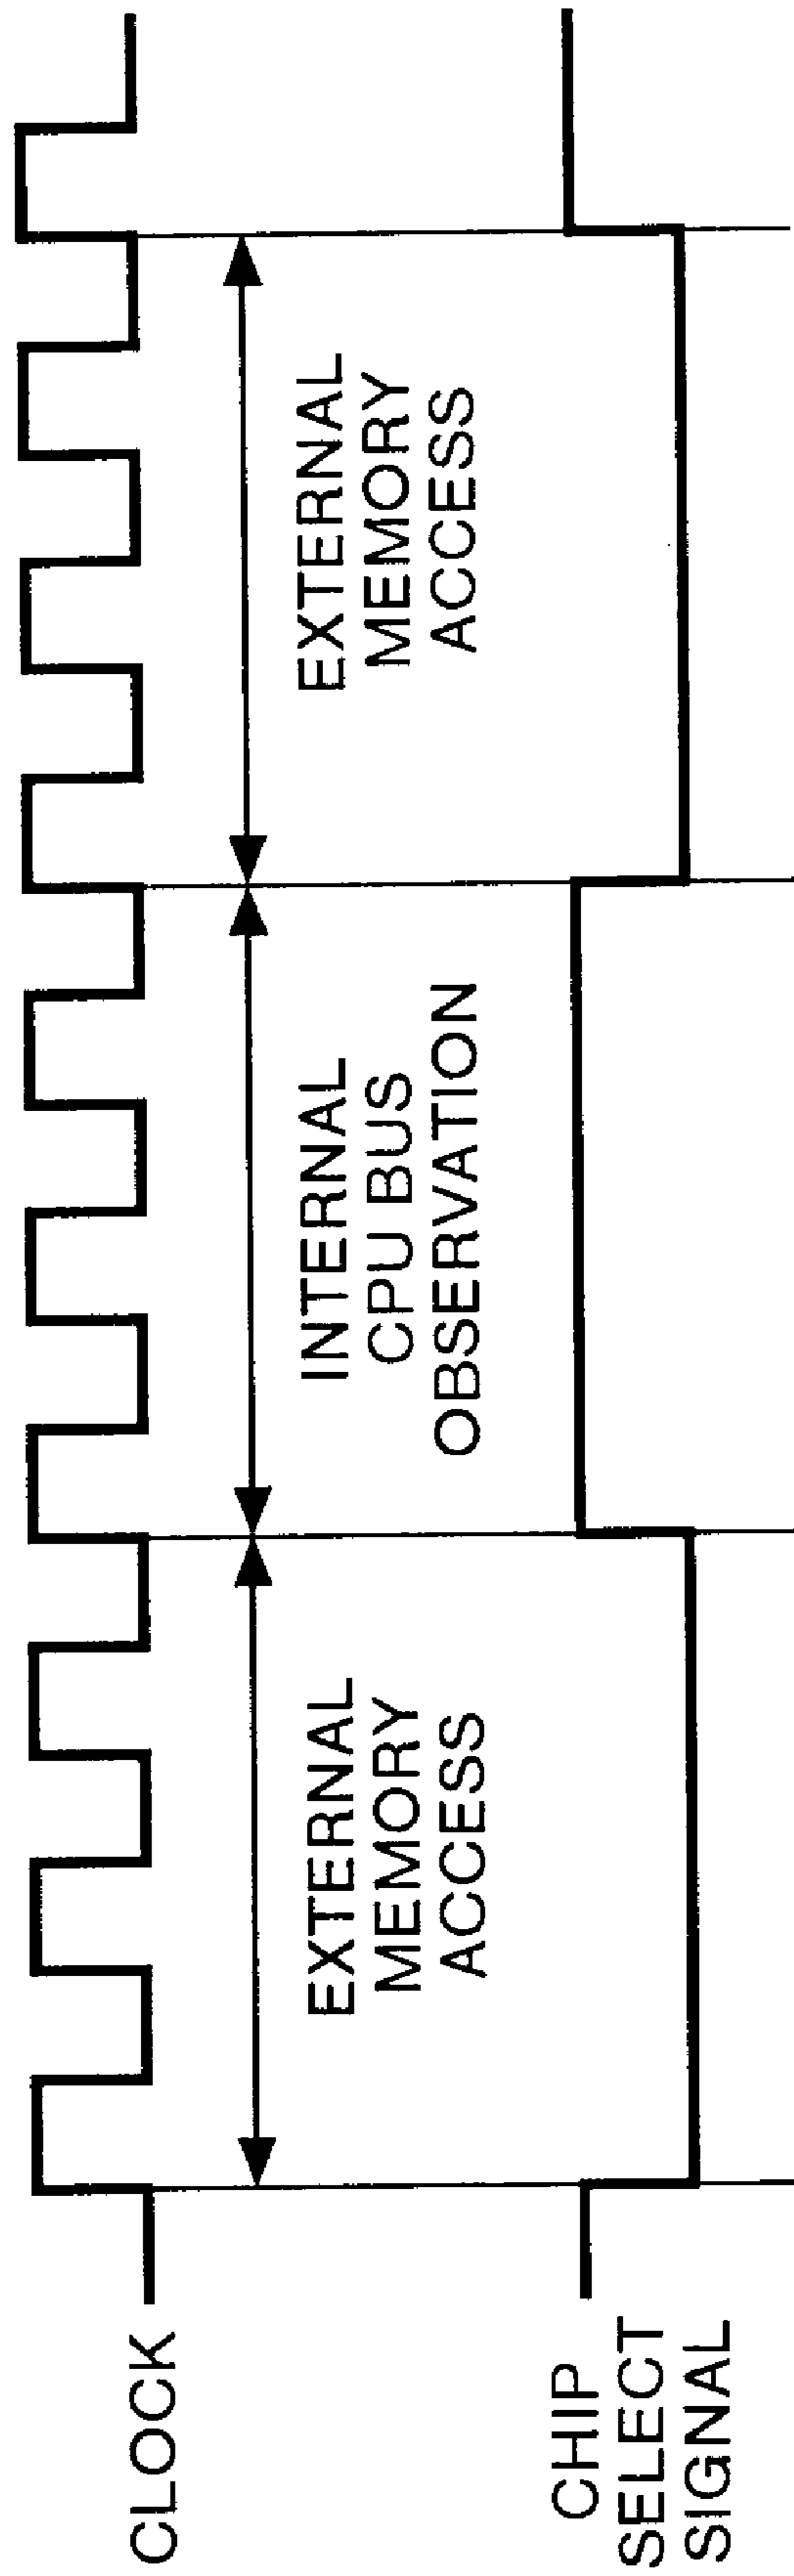 CLOCK
EXTERNAL
MEMORY
ACCESS
INTERNAL
CPU BUS
OBSERVATION
EXTERNAL
MEMORY
ACCESS
CHIP
SELECT
SIGNAL